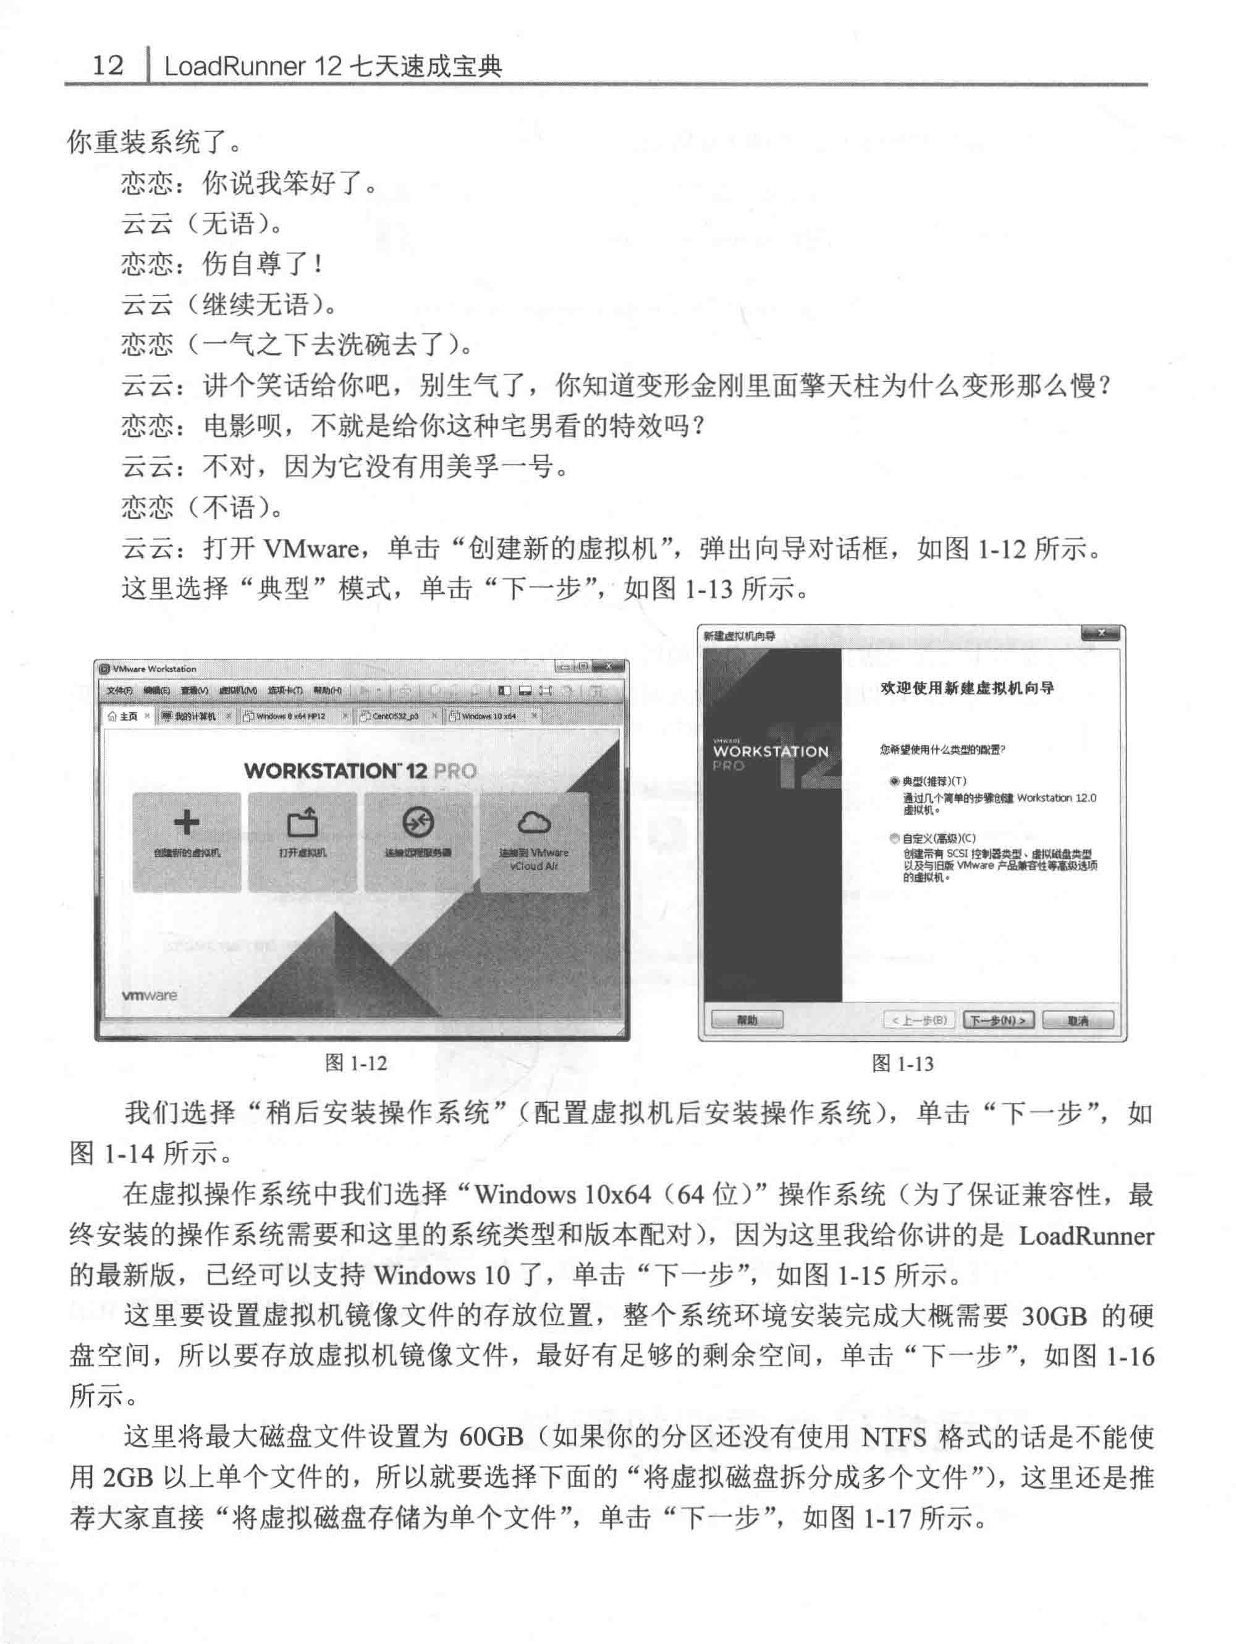 12 LoadRunner 12 七天速成宝典
你重装系统了。
恋恋：你说我笨好了。
云云（无语）。
恋恋：伤自尊了！
云云（继续无语）。
恋恋（一气之下去洗碗去了）。
云云：讲个笑话给你吧，别生气了，你知道变形金刚里面擎天柱为什么变形那么慢？
恋恋：电影呗，不就是给你这种宅男看的特效吗？
云云：不对，因为它没有用美孚一号。
恋恋（不语）。
云云：打开 VMware，单击“创建新的虚拟机”，弹出向导对话框，如图 1-12 所示。
这里选择“典型”模式，单击“下一步”，如图 1-13 所示。
VMware Workstation
文件(F) 编辑(E) 查看(V) 虚拟机(M) 选项卡(T) 帮助(H)
主页 × 我的计算机 × Windows 8 x64 HP12 × CentOS32_p3 × Windows 10 x64 ×
WORKSTATION™ 12 PRO
创建新的虚拟机 打开虚拟机 连接远程服务器 连接到 VMware
vCloud Air
vmware
新建虚拟机向导
欢迎使用新建虚拟机向导
VMWARE
WORKSTATION
PRO 12
您希望使用什么类型的配置?
典型(推荐)(T)
通过几个简单的步骤创建 Workstation 12.0
虚拟机。
自定义(高级)(C)
创建带有 SCSI 控制器类型、虚拟磁盘类型
以及与旧版 VMware 产品兼容性等高级选项
的虚拟机。
帮助 < 上一步(B) 下一步(N) > 取消
图 1-12
图 1-13
我们选择“稍后安装操作系统”（配置虚拟机后安装操作系统），单击“下一步”，如
图 1-14 所示。
在虚拟操作系统中我们选择“Windows 10x64（64 位）”操作系统（为了保证兼容性，最
终安装的操作系统需要和这里的系统类型和版本配对），因为这里我给你讲的是 LoadRunner
的最新版，已经可以支持 Windows 10 了，单击“下一步”，如图 1-15 所示。
这里要设置虚拟机镜像文件的存放位置，整个系统环境安装完成大概需要 30GB 的硬
盘空间，所以要存放虚拟机镜像文件，最好有足够的剩余空间，单击“下一步”，如图 1-16
所示。
这里将最大磁盘文件设置为 60GB（如果你的分区还没有使用 NTFS 格式的话是不能使
用 2GB 以上单个文件的，所以就要选择下面的“将虚拟磁盘拆分成多个文件”），这里还是推
荐大家直接“将虚拟磁盘存储为单个文件”，单击“下一步”，如图 1-17 所示。